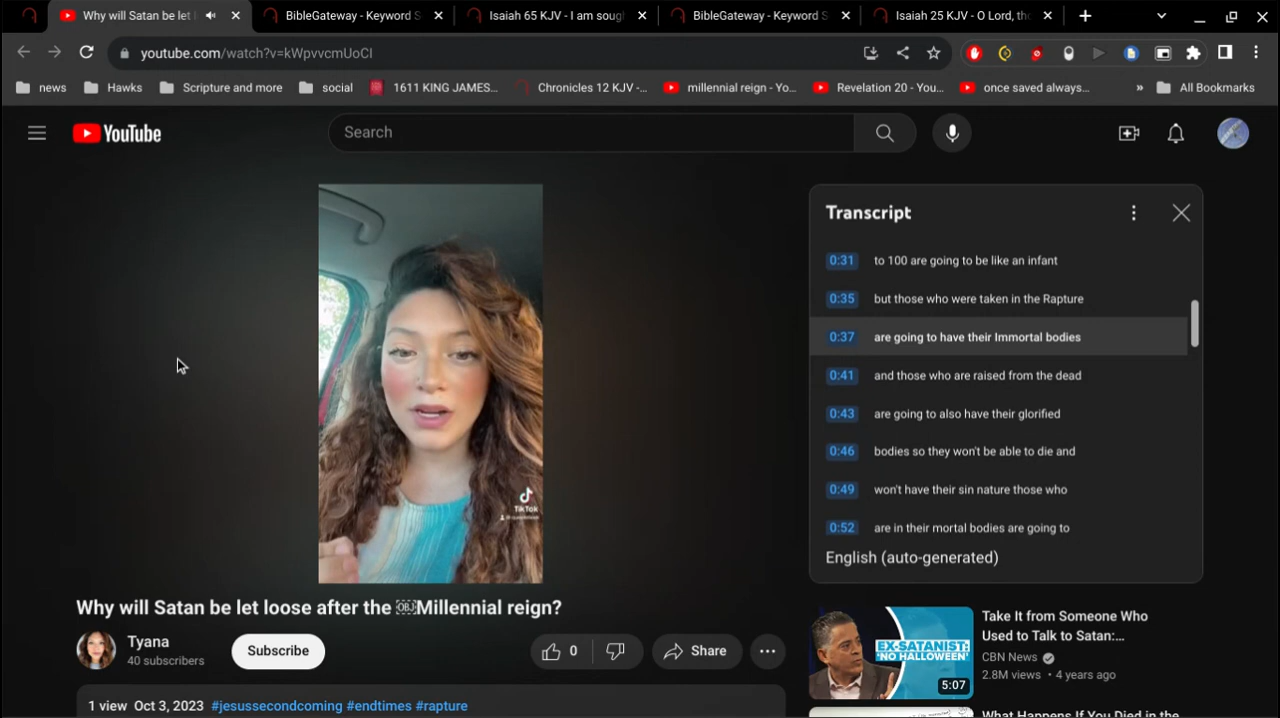 Why will Satan be let
BibleGateway - Keyword S
Isaiah 65 KJV - I am soug
BibleGateway - Keyword S
Isaiah 25 KJV - O Lord, th
youtube.com/watch?v=kWpvvcmUoCI
news
Hawks
Scripture and more
social
1611 KING JAMES...
Chronicles 12 KJV -...
millennial reign - Yo...
Revelation 20 - You...
once saved always...
»
All Bookmarks
YouTube
Search
Transcript
0:31 to 100 are going to be like an infant
0:35 but those who were taken in the Rapture
0:37 are going to have their Immortal bodies
0:41 and those who are raised from the dead
0:43 are going to also have their glorified
0:46 bodies so they won't be able to die and
0:49 won't have their sin nature those who
0:52 are in their mortal bodies are going to
English (auto-generated)
TikTok
Why will Satan be let loose after the OBJ Millennial reign?
Tyana
40 subscribers
Subscribe
0
Share
1 view Oct 3, 2023 #jesussecondcoming #endtimes #rapture
EX-SATANIST:
'NO HALLOWEEN'
5:07
Take It from Someone Who
Used to Talk to Satan:...
CBN News
2.8M views • 4 years ago
What Happens If You Died in the